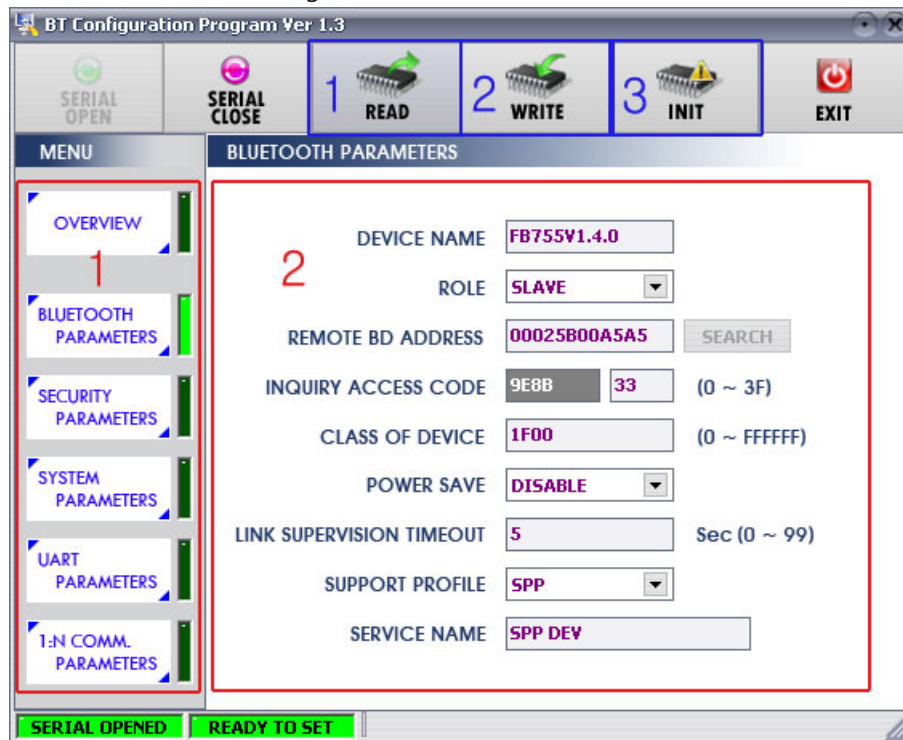 BT Configuration Program Ver 1.3
SERIAL OPEN
SERIAL CLOSE
1 READ
2 WRITE
3 INIT
EXIT
MENU
BLUETOOTH PARAMETERS
OVERVIEW
1
BLUETOOTH
PARAMETERS
SECURITY
PARAMETERS
SYSTEM
PARAMETERS
UART
PARAMETERS
1:N COMM.
PARAMETERS
2
DEVICE NAME FB755V1.4.0
ROLE SLAVE
REMOTE BD ADDRESS 00025B00A5A5 SEARCH
INQUIRY ACCESS CODE 9E8B 33 (0 ~ 3F)
CLASS OF DEVICE 1F00 (0 ~ FFFFFF)
POWER SAVE DISABLE
LINK SUPERVISION TIMEOUT 5 Sec (0 ~ 99)
SUPPORT PROFILE SPP
SERVICE NAME SPP DEV
SERIAL OPENED READY TO SET